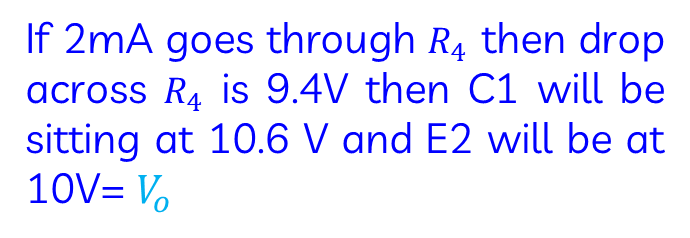 If 2mA goes through R₄ then drop
across R₄ is 9.4V then C1 will be
sitting at 10.6 V and E2 will be at
10V= Vₒ